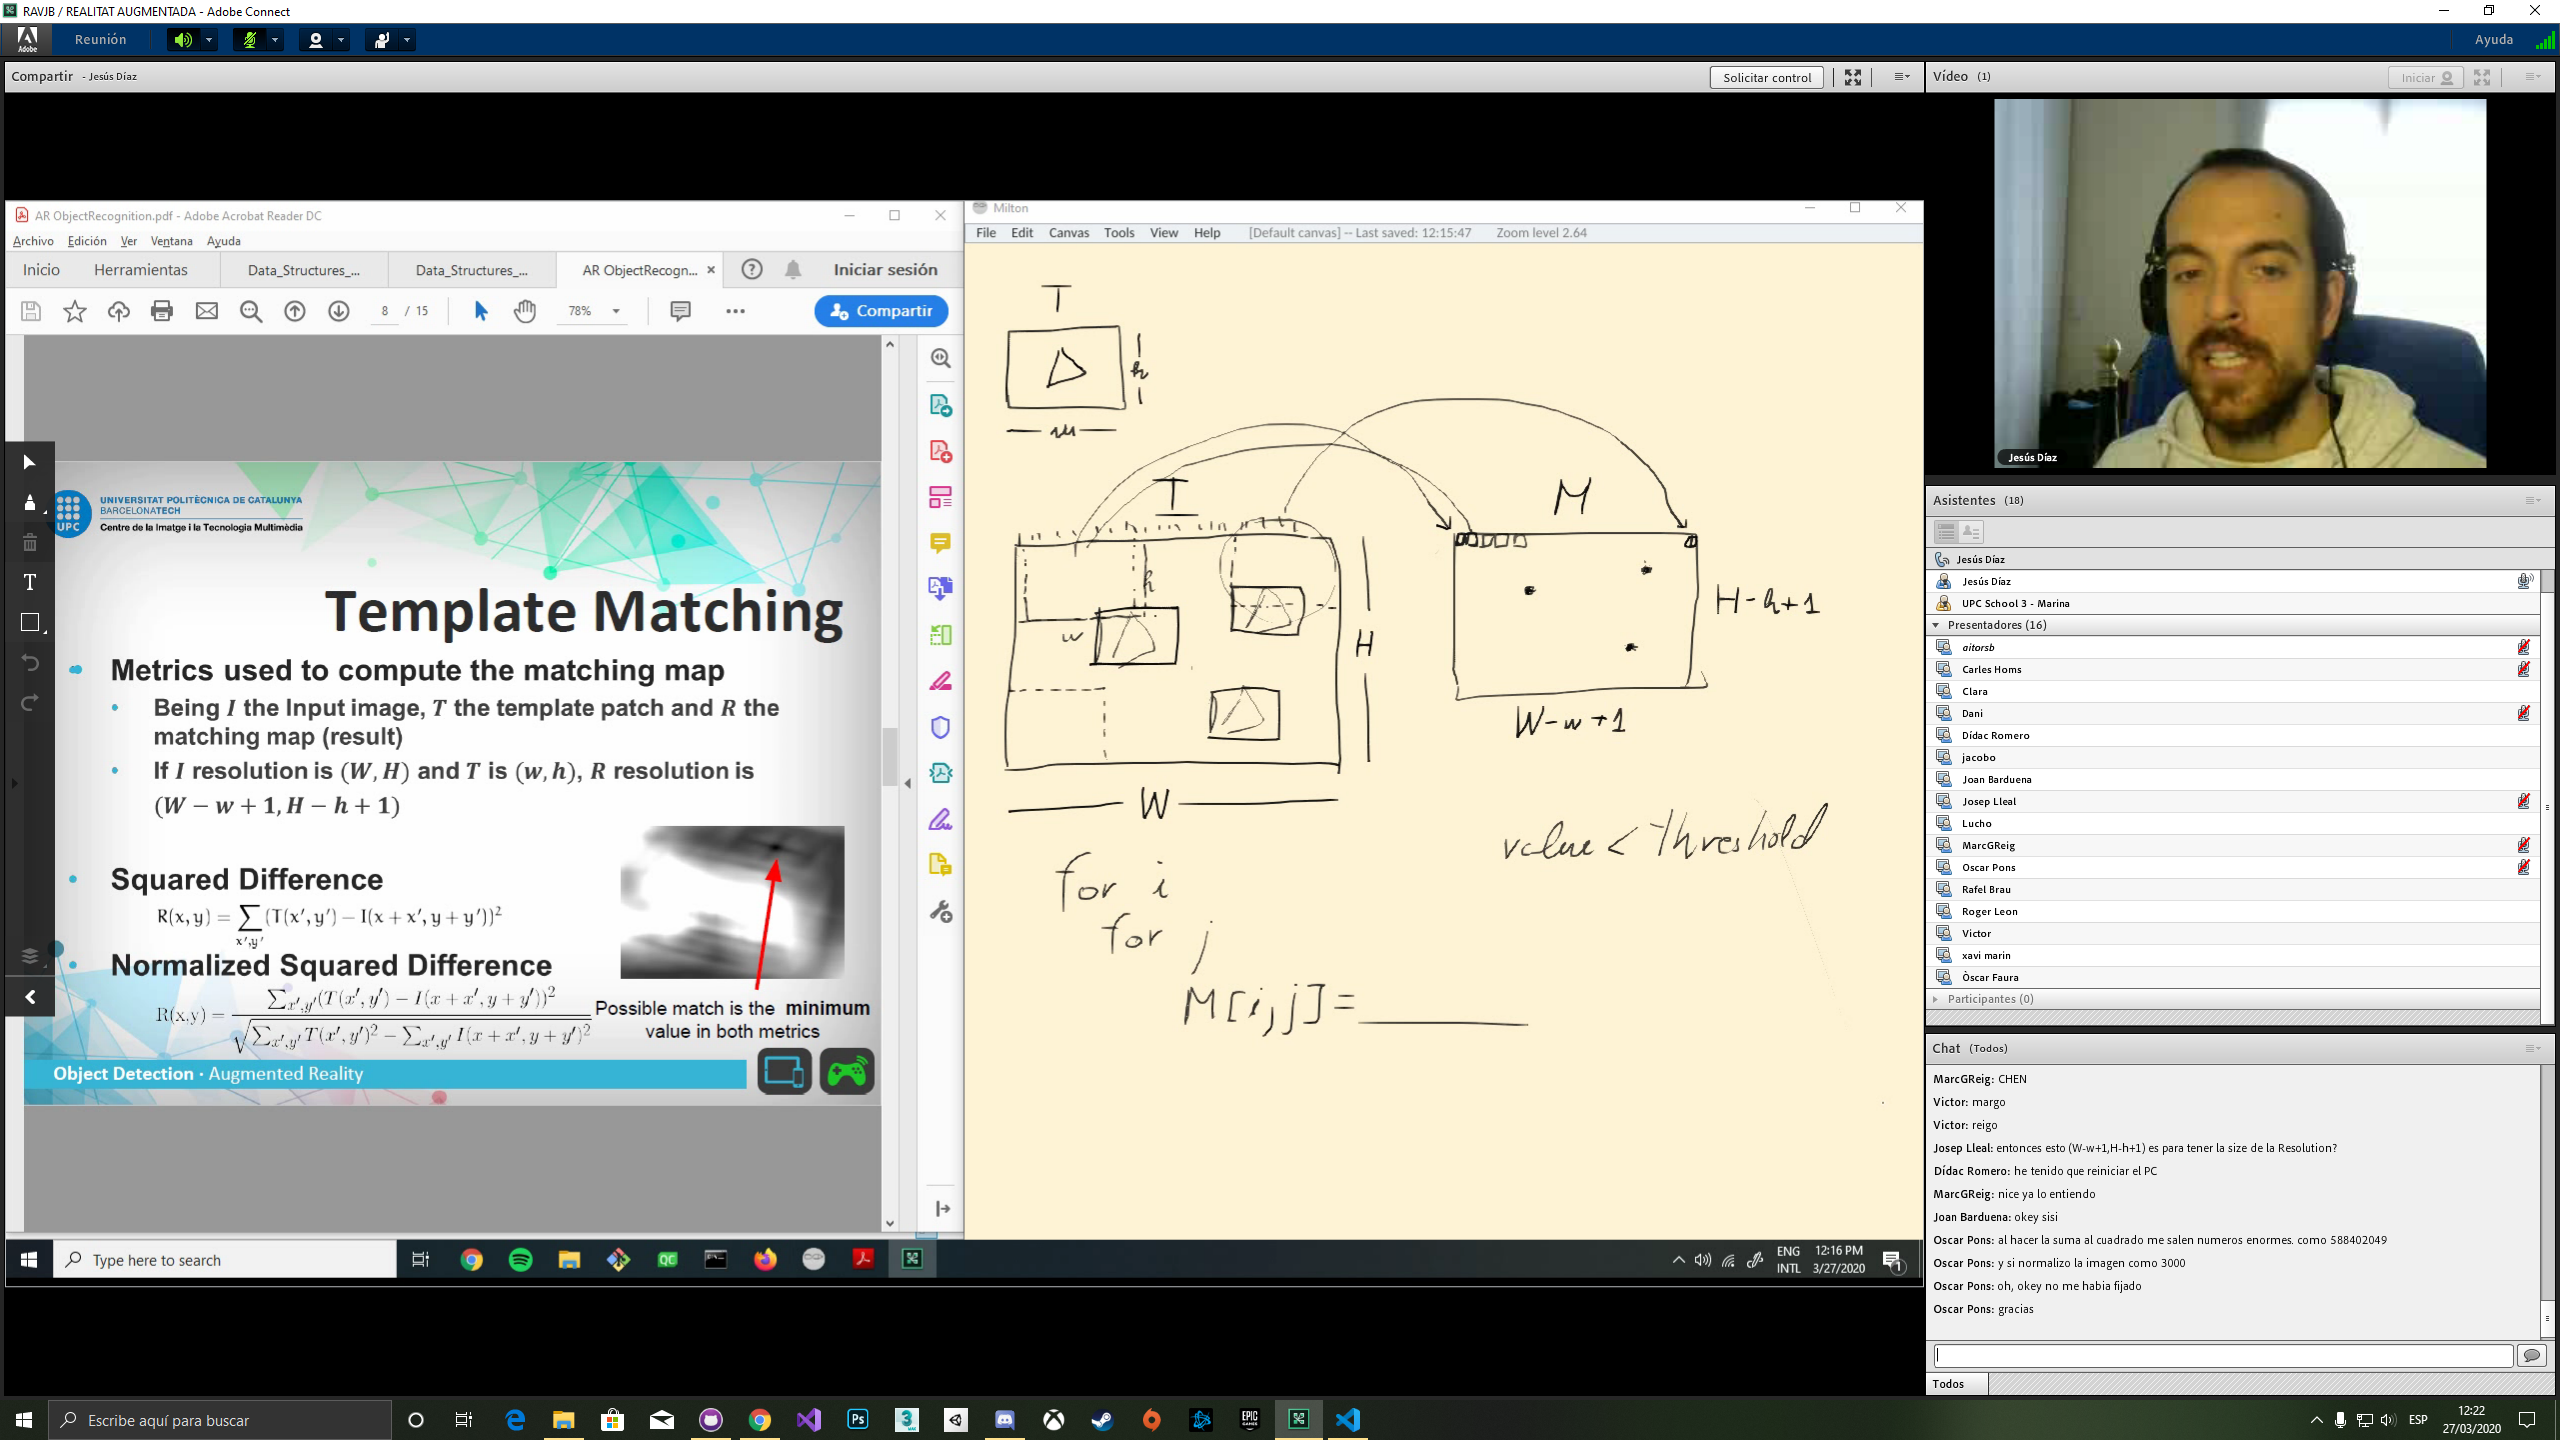 RAVJB / REALITAT AUGMENTADA - Adobe Connect
Adobe
Reunión
Ayuda
Compartir - Jesús Díaz
Solicitar control
AR ObjectRecognition.pdf - Adobe Acrobat Reader DC
Archivo Edición Ver Ventana Ayuda
Inicio Herramientas Data_Structures_... Data_Structures_... AR ObjectRecogn... × Iniciar sesión
8 / 15 78% Compartir
UPC
UNIVERSITAT POLITÈCNICA DE CATALUNYA
BARCELONATECH
Centre de la Imatge i la Tecnologia Multimèdia
Template Matching
• Metrics used to compute the matching map
• Being I the Input image, T the template patch and R the
matching map (result)
• If I resolution is (W, H) and T is (w, h), R resolution is
(W − w + 1, H − h + 1)
• Squared Difference
R(x, y) = ∑x′,y′ (T(x′, y′) − I(x + x′, y + y′))²
• Normalized Squared Difference
R(x,y) = ∑x′,y′(T(x′, y′) − I(x + x′, y + y′))² / √∑x′,y′ T(x′, y′)² − ∑x′,y′ I(x + x′, y + y′)²
Possible match is the minimum
value in both metrics
Object Detection · Augmented Reality
T
Milton
File Edit Canvas Tools View Help [Default canvas] -- Last saved: 12:15:47 Zoom level 2.64
T
h
w
I
M
h
w
H
H-h+1
W-w+1
W
value < Threshold
for i
for j
M[i,j]=
Type here to search
QC
ENG
INTL
12:16 PM
3/27/2020
1
Vídeo (1)
Iniciar
Jesús Díaz
Asistentes (18)
Jesús Díaz
Jesús Díaz
UPC School 3 - Marina
Presentadores (16)
aitorsb
Carles Homs
Clara
Dani
Dídac Romero
jacobo
Joan Barduena
Josep Lleal
Lucho
MarcGReig
Oscar Pons
Rafel Brau
Roger Leon
Victor
xavi marin
Òscar Faura
Participantes (0)
Chat (Todos)
MarcGReig: CHEN
Victor: margo
Victor: reigo
Josep Lleal: entonces esto (W-w+1,H-h+1) es para tener la size de la Resolution?
Dídac Romero: he tenido que reiniciar el PC
MarcGReig: nice ya lo entiendo
Joan Barduena: okey sisi
Oscar Pons: al hacer la suma al cuadrado me salen numeros enormes. como 588402049
Oscar Pons: y si normalizo la imagen como 3000
Oscar Pons: oh, okey no me habia fijado
Oscar Pons: gracias
Todos
Escribe aquí para buscar
Ps
3
EPIC
GAMES
ESP
12:22
27/03/2020